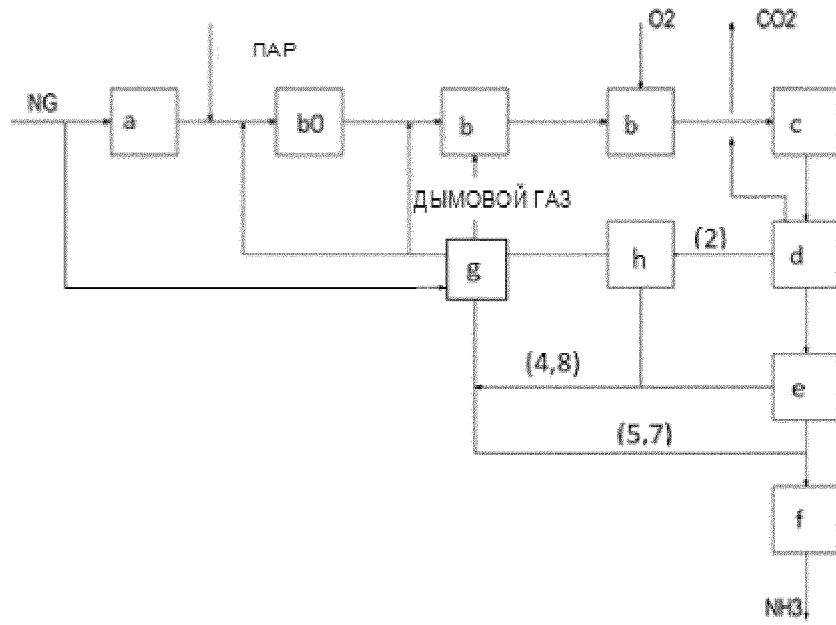 O2 CO2
ПАР
NG a b0 b b c
ДЫМОВОЙ ГАЗ
g h (2) d
(4,8) e
(5,7)
f
NH3